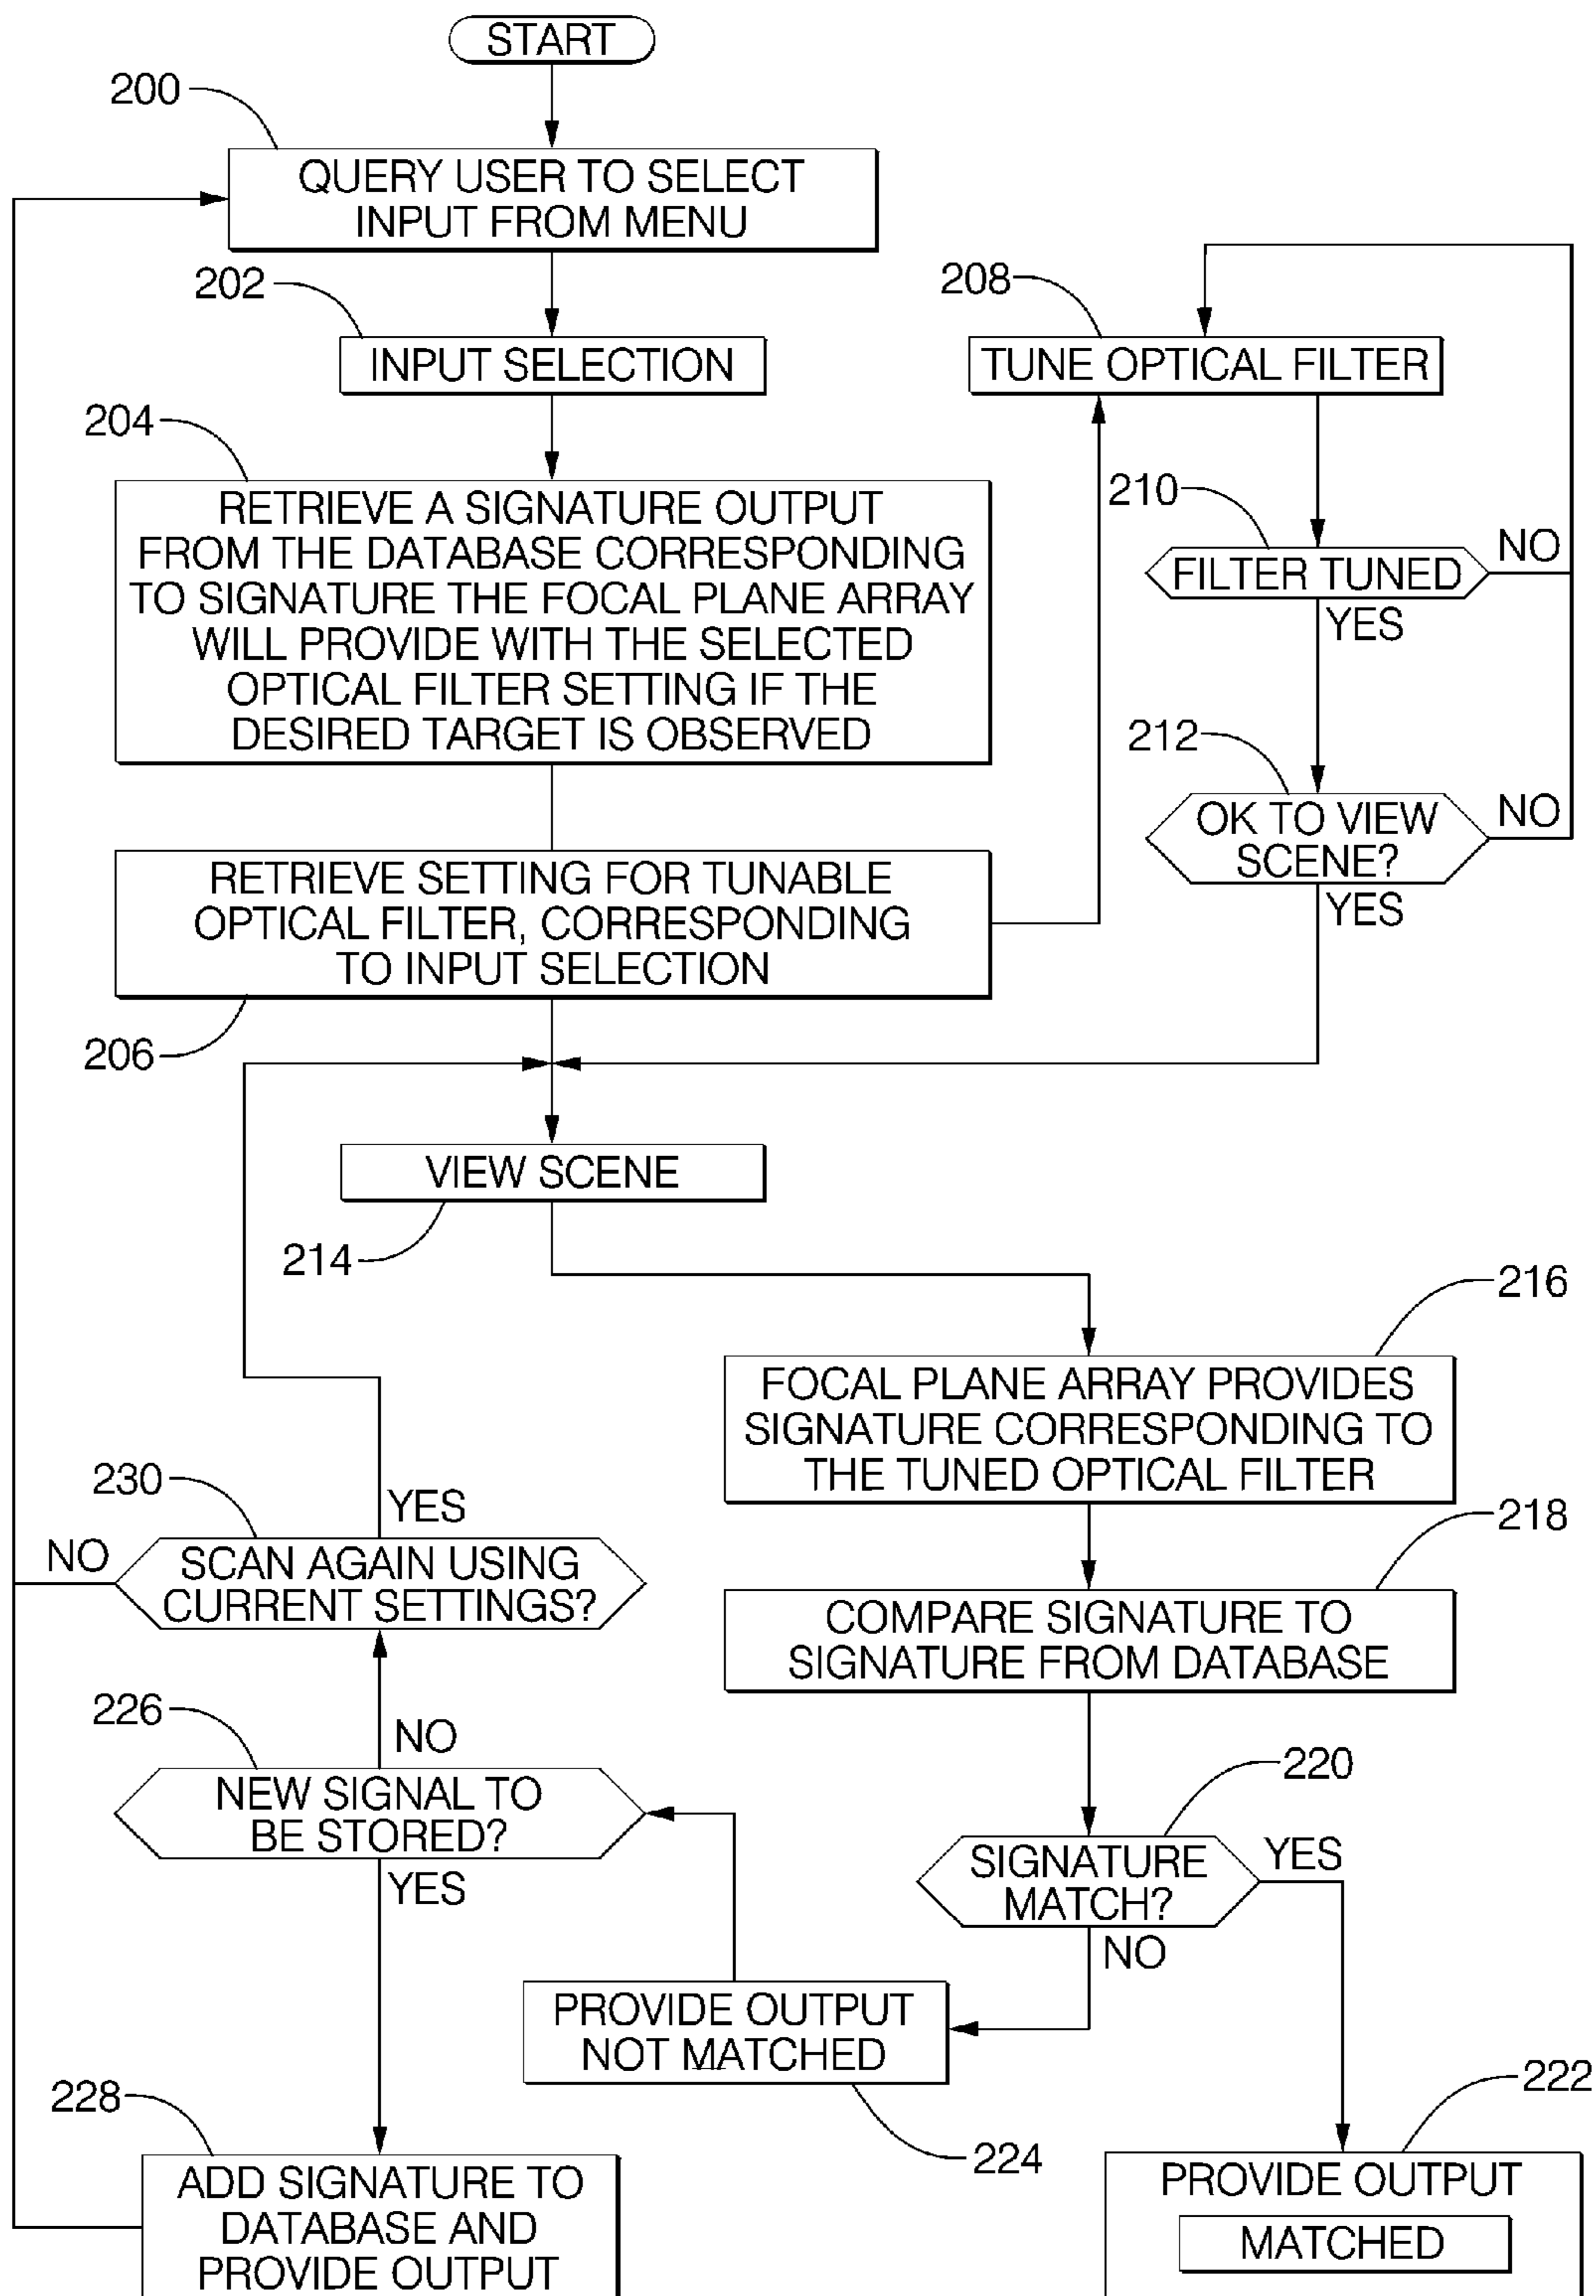 START
200
QUERY USER TO SELECT
INPUT FROM MENU
202
INPUT SELECTION
204
RETRIEVE A SIGNATURE OUTPUT
FROM THE DATABASE CORRESPONDING
TO SIGNATURE THE FOCAL PLANE ARRAY
WILL PROVIDE WITH THE SELECTED
OPTICAL FILTER SETTING IF THE
DESIRED TARGET IS OBSERVED
RETRIEVE SETTING FOR TUNABLE
OPTICAL FILTER, CORRESPONDING
TO INPUT SELECTION
206
208
TUNE OPTICAL FILTER
210
FILTER TUNED
NO
YES
212
OK TO VIEW
SCENE?
NO
YES
VIEW SCENE
214
216
FOCAL PLANE ARRAY PROVIDES
SIGNATURE CORRESPONDING TO
THE TUNED OPTICAL FILTER
218
COMPARE SIGNATURE TO
SIGNATURE FROM DATABASE
220
SIGNATURE
MATCH?
YES
NO
222
PROVIDE OUTPUT
MATCHED
PROVIDE OUTPUT
NOT MATCHED
224
230
YES
NO
SCAN AGAIN USING
CURRENT SETTINGS?
226
NO
NEW SIGNAL TO
BE STORED?
YES
228
ADD SIGNATURE TO
DATABASE AND
PROVIDE OUTPUT